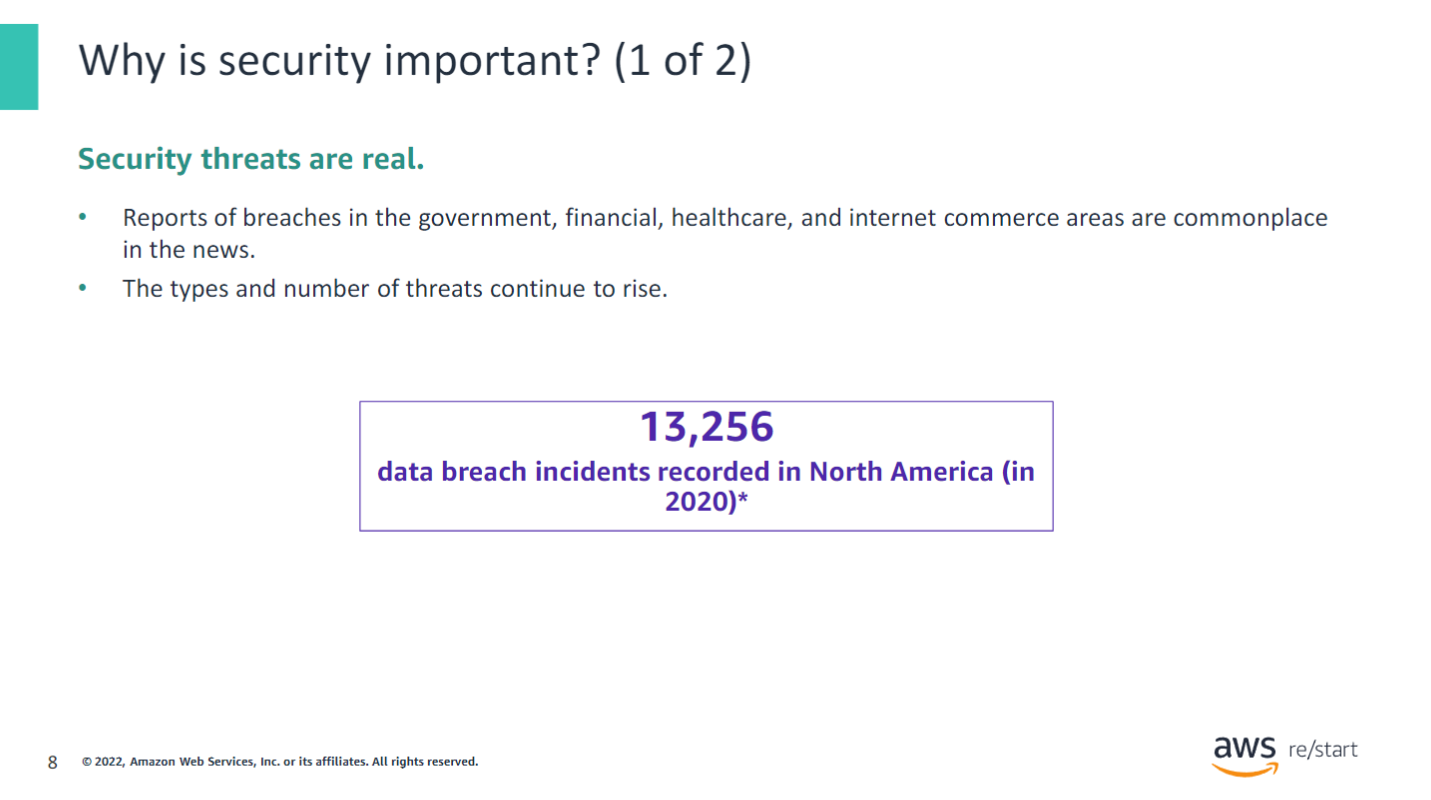 Why is security important? (1 of 2)
Security threats are real.
• Reports of breaches in the government, financial, healthcare, and internet commerce areas are commonplace
in the news.
• The types and number of threats continue to rise.
13,256
data breach incidents recorded in North America (in
2020)*
8 © 2022, Amazon Web Services, Inc. or its affiliates. All rights reserved.
aws re/start